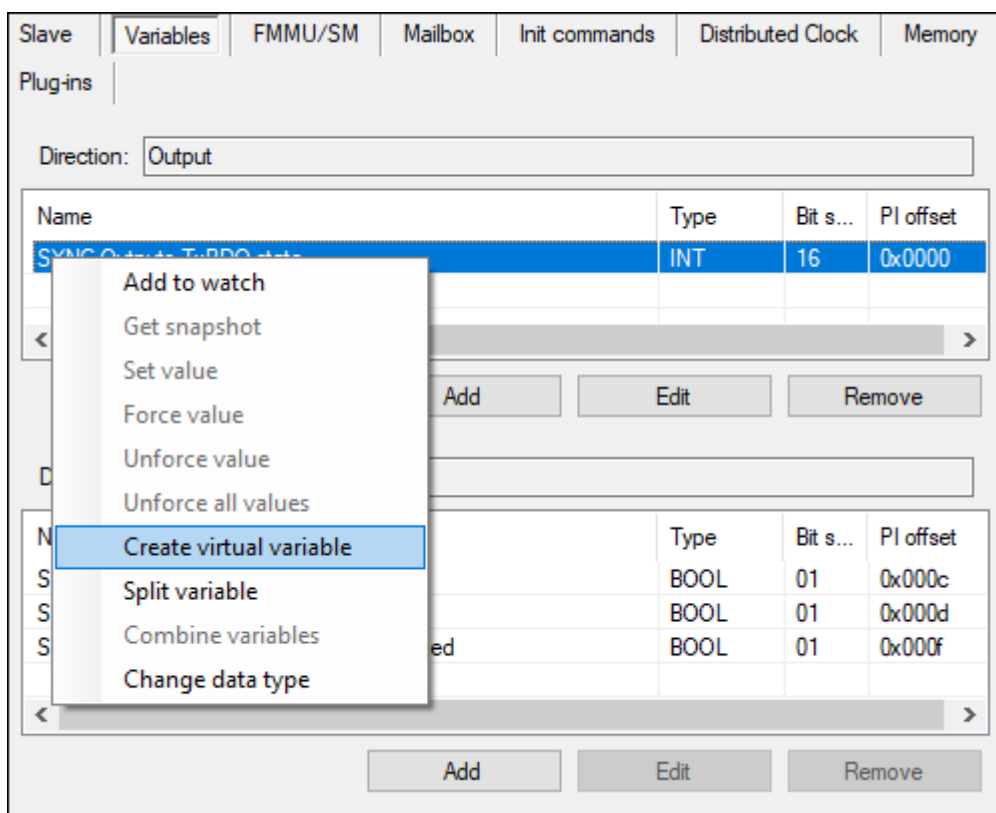 Slave Variables FMMU/SM Mailbox Init commands Distributed Clock Memory
Plug-ins
Direction: Output
Name Type Bit s... PI offset
INT 16 0x0000
Add to watch
Get snapshot
Set value
Force value
Unforce value
Unforce all values
Create virtual variable
Split variable
Combine variables
Change data type
Add Edit Remove
D
N Type Bit s... PI offset
S BOOL 01 0x000c
S BOOL 01 0x000d
S ed BOOL 01 0x000f
Add Edit Remove